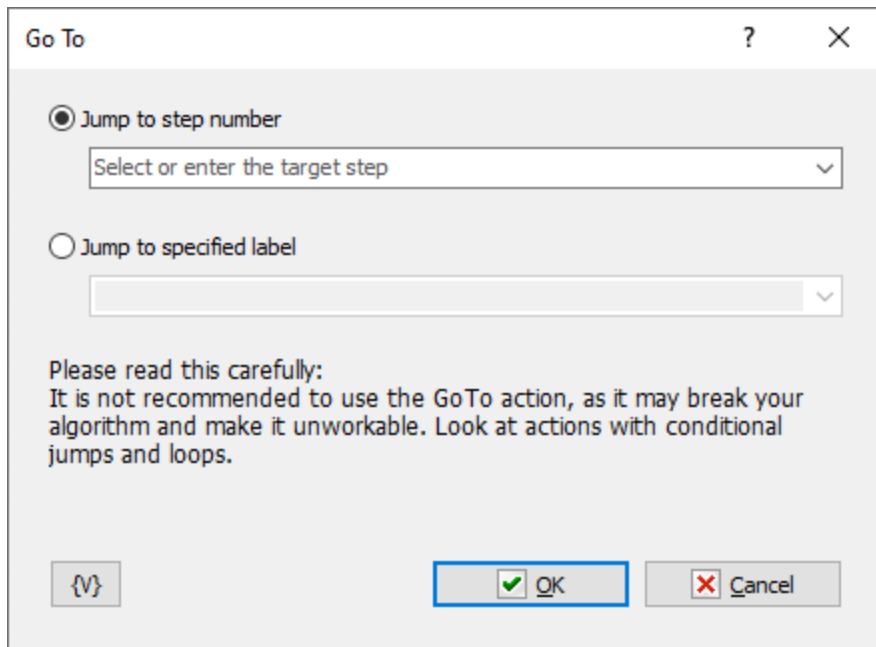 Go To
?
Jump to step number
Select or enter the target step
Jump to specified label
Please read this carefully:
It is not recommended to use the GoTo action, as it may break your
algorithm and make it unworkable. Look at actions with conditional
jumps and loops.
{V} OK Cancel